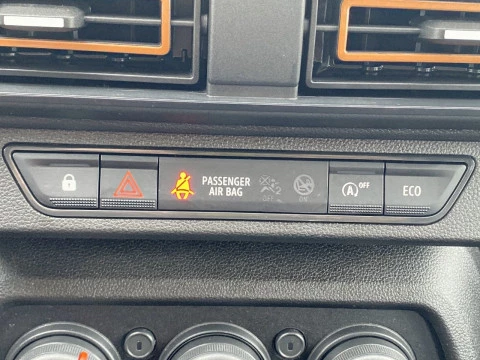 PASSENGER
AIR BAG
OFF
ON
A OFF
ECO